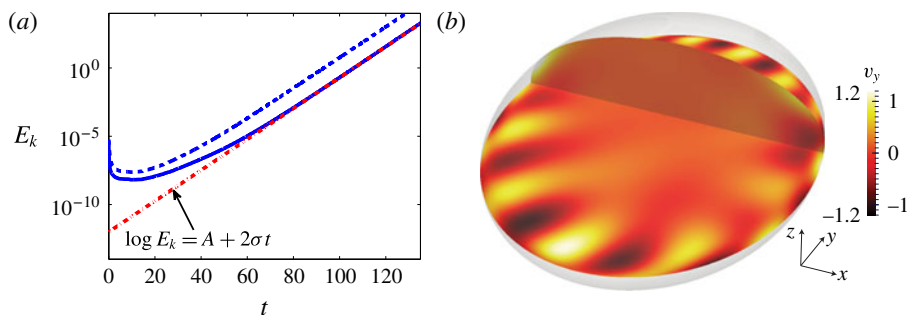 (a)
10^0
10^-5
10^-10
E_k
log E_k = A + 2σt
0 20 40 60 80 100 120
t
(b)
v_y
1.2
1
0
-1
-1.2
z
y
x